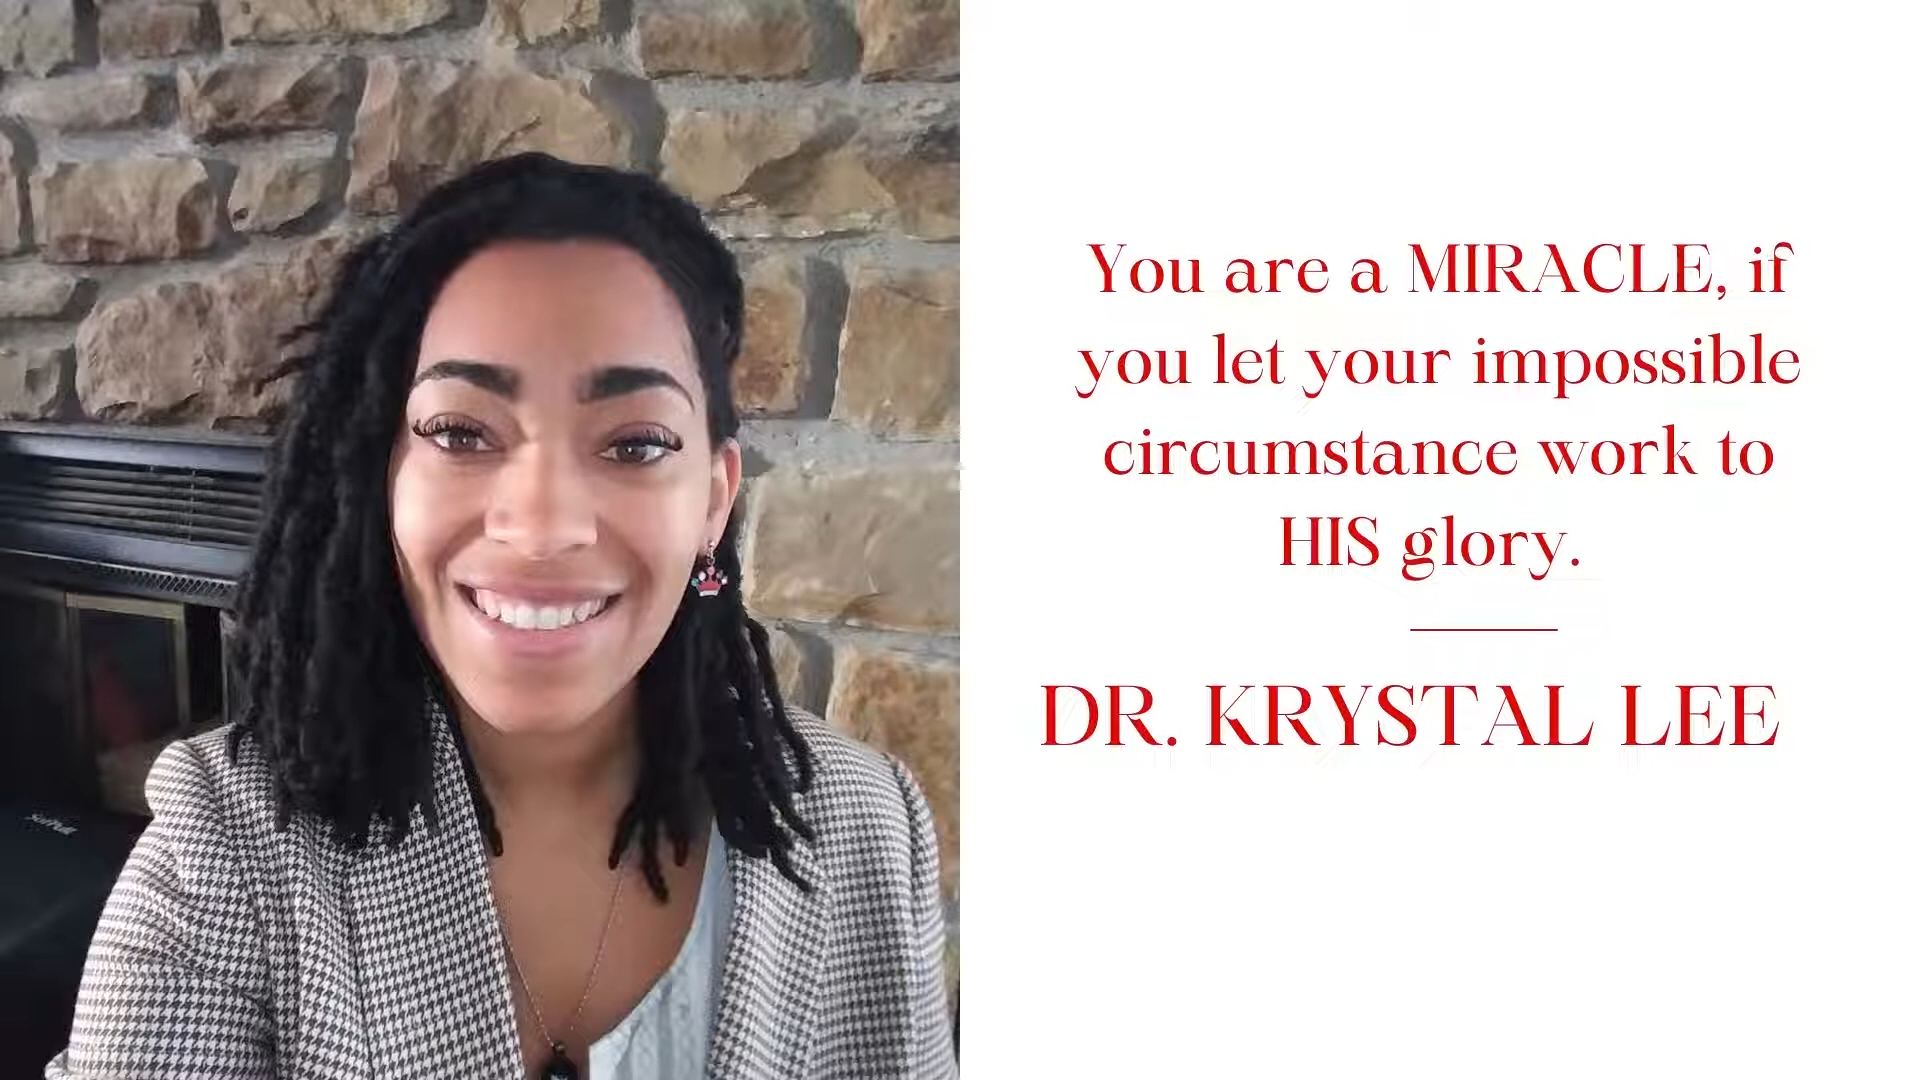 You are a MIRACLE, if
you let your impossible
circumstance work to
HIS glory.
DR. KRYSTAL LEE